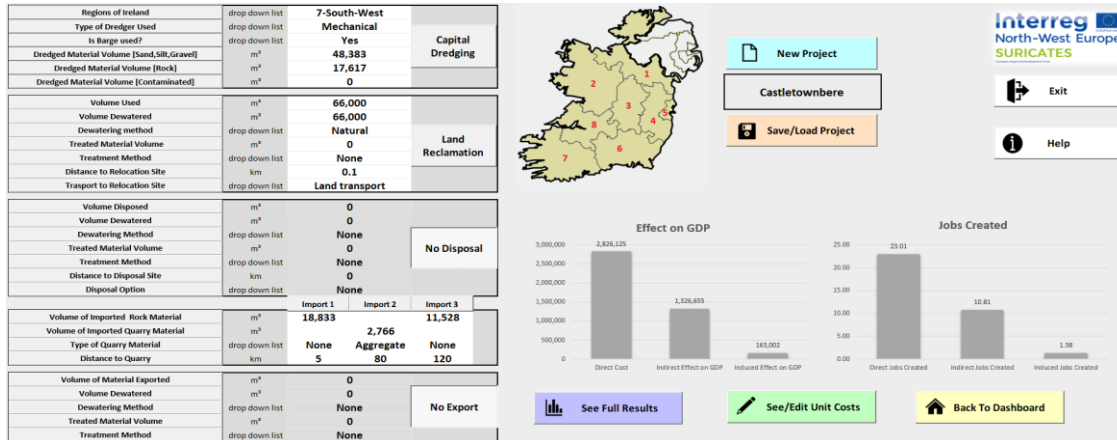 Regions of Ireland drop down list 7-South-West
Type of Dredger Used drop down list Mechanical
Is Barge used? drop down list Yes
Dredged Material Volume [Sand,Silt,Gravel] m³ 48,383
Dredged Material Volume [Rock] m³ 17,617
Dredged Material Volume [Contaminated] m³ 0
Capital
Dredging
Volume Used m³ 66,000
Volume Dewatered m³ 66,000
Dewatering method drop down list Natural
Treated Material Volume m³ 0
Treatment Method drop down list None
Distance to Relocation Site km 0.1
Trasport to Relocation Site drop down list Land transport
Land
Reclamation
Volume Disposed m³ 0
Volume Dewatered m³ 0
Dewatering Method drop down list None
Treated Material Volume m³ 0
Treatment Method drop down list None
Distance to Disposal Site km 0
Disposal Option drop down list None
No Disposal
Import 1 Import 2 Import 3
Volume of Imported Rock Material m³ 18,833 11,528
Volume of Imported Quarry Material m³ 2,766
Type of Quarry Material drop down list None Aggregate None
Distance to Quarry km 5 80 120
Volume of Material Exported m³ 0
Volume Dewatered m³ 0
Dewatering Method drop down list None
Treated Material Volume m³ 0
Treatment Method drop down list None
No Export
1
2
3
4
5
6
7
8
New Project
Castletownbere
Save/Load Project
Interreg
North-West Europe
SURICATES
Exit
Help
Effect on GDP
3,000,000
2,500,000
2,000,000
1,500,000
1,000,000
500,000
0
2,826,125
1,326,655
163,002
Direct Cost Indirect Effect on GDP Induced Effect on GDP
Jobs Created
25.00
20.00
15.00
10.00
5.00
0.00
23.01
10.81
1.38
Direct Jobs Created Indirect Jobs Created Induced Jobs Created
See Full Results
See/Edit Unit Costs
Back To Dashboard